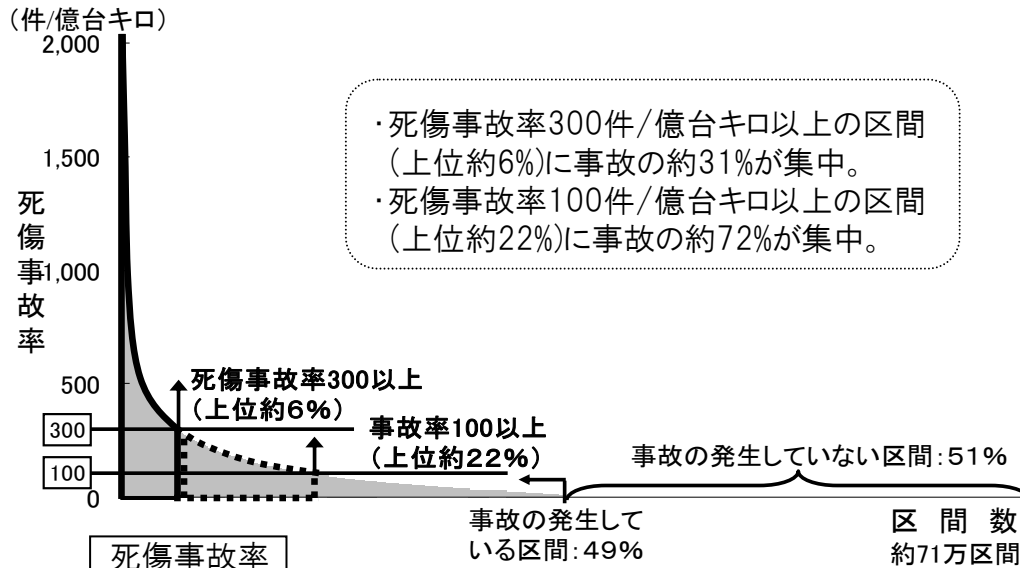 （件/億台キロ）
2,000
・死傷事故率300件/億台キロ以上の区間
(上位約6%)に事故の約31%が集中。
・死傷事故率100件/億台キロ以上の区間
(上位約22%)に事故の約72%が集中。
1,500
死傷事故率
1,000
500
死傷事故率300以上
（上位約６％）
300
事故率100以上
（上位約２２％）
事故の発生していない区間：51％
100
0
事故の発生して
いる区間：49％
区間数
約71万区間
死傷事故率